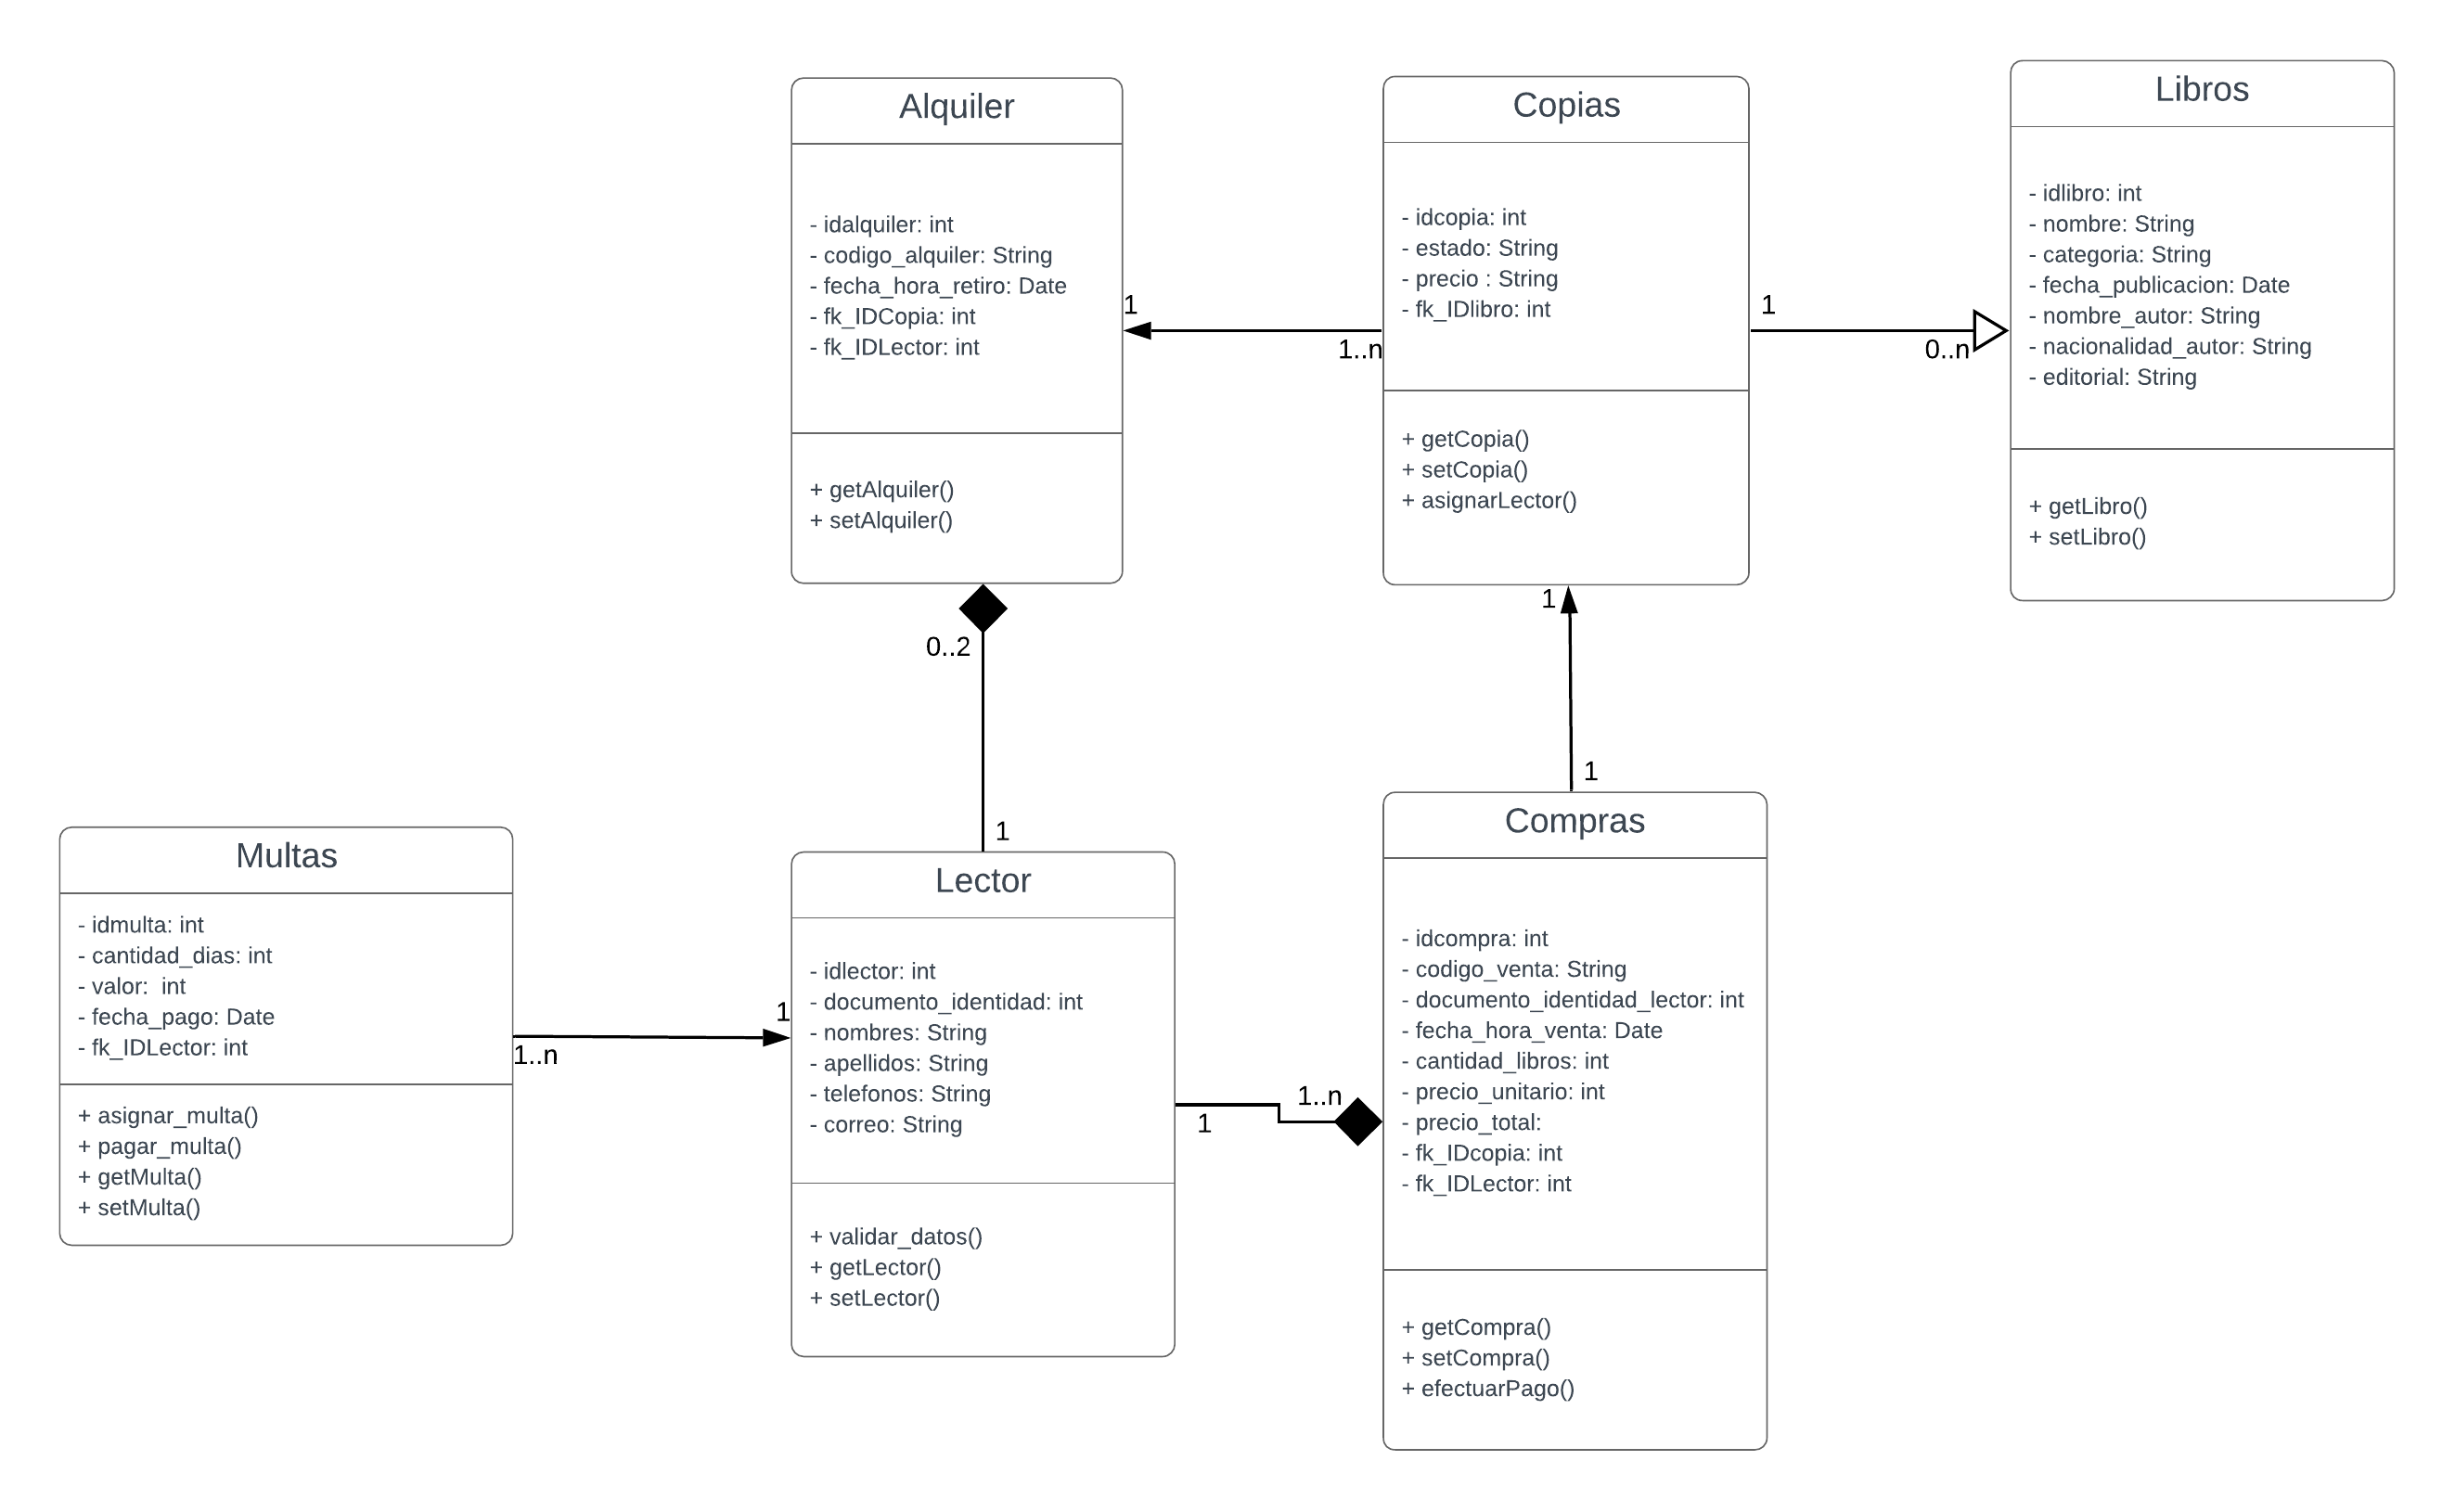 Alquiler
- idalquiler: int
- codigo_alquiler: String
- fecha_hora_retiro: Date
- fk_IDCopia: int
- fk_IDLector: int
+ getAlquiler()
+ setAlquiler()
1
1..n
Copias
- idcopia: int
- estado: String
- precio : String
- fk_IDlibro: int
+ getCopia()
+ setCopia()
+ asignarLector()
1
0..n
Libros
- idlibro: int
- nombre: String
- categoria: String
- fecha_publicacion: Date
- nombre_autor: String
- nacionalidad_autor: String
- editorial: String
+ getLibro()
+ setLibro()
0..2
1
1
1
Multas
- idmulta: int
- cantidad_dias: int
- valor:  int
- fecha_pago: Date
- fk_IDLector: int
+ asignar_multa()
+ pagar_multa()
+ getMulta()
+ setMulta()
1
1..n
Lector
- idlector: int
- documento_identidad: int
- nombres: String
- apellidos: String
- telefonos: String
- correo: String
+ validar_datos()
+ getLector()
+ setLector()
1..n
1
Compras
- idcompra: int
- codigo_venta: String
- documento_identidad_lector: int
- fecha_hora_venta: Date
- cantidad_libros: int
- precio_unitario: int
- precio_total:
- fk_IDcopia: int
- fk_IDLector: int
+ getCompra()
+ setCompra()
+ efectuarPago()